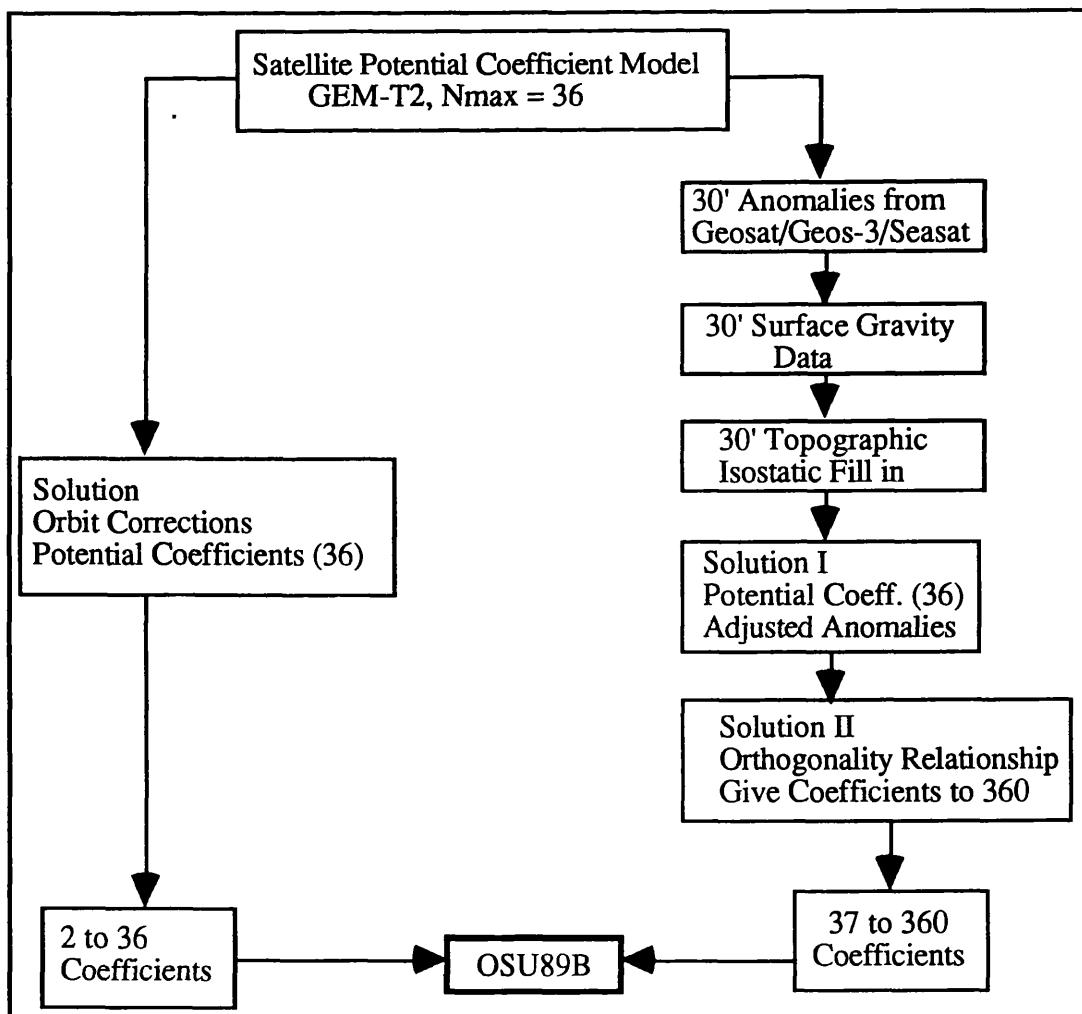 Satellite Potential Coefficient Model
GEM-T2, Nmax = 36
30' Anomalies from
Geosat/Geos-3/Seasat
30' Surface Gravity
Data
30' Topographic
Isostatic Fill in
Solution
Orbit Corrections
Potential Coefficients (36)
Solution I
Potential Coeff. (36)
Adjusted Anomalies
Solution II
Orthogonality Relationship
Give Coefficients to 360
2 to 36
Coefficients
OSU89B
37 to 360
Coefficients